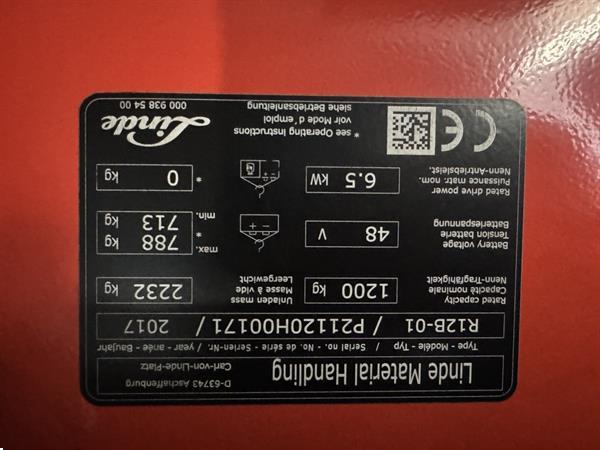 Linde Material Handling
Carl-von-Linde-Platz
D-63743 Aschaffenburg
Type - Modéle - Typ / Serial no. - No. de série - Serien-Nr. / year - anée - Baujahr
R12B-01 / P21120H00171 / 2017
Rated capacity
Capacité nominale
Nenn-Tragfähigkeit
1200 kg
Unladen mass
Masse à vide
Leergewicht
2232 kg
Battery voltage
Tension batterie
Batteriespannung
48 V
max. 788 kg
* min. 713 kg
Rated drive power
Puissance motr. nom.
Nenn-Antriebsleist.
6.5 kW
* 0 kg
CE
* see Operating Instructions
voir Mode d'emploi
siehe Betriebsanleitung
Linde
000 938 54 00